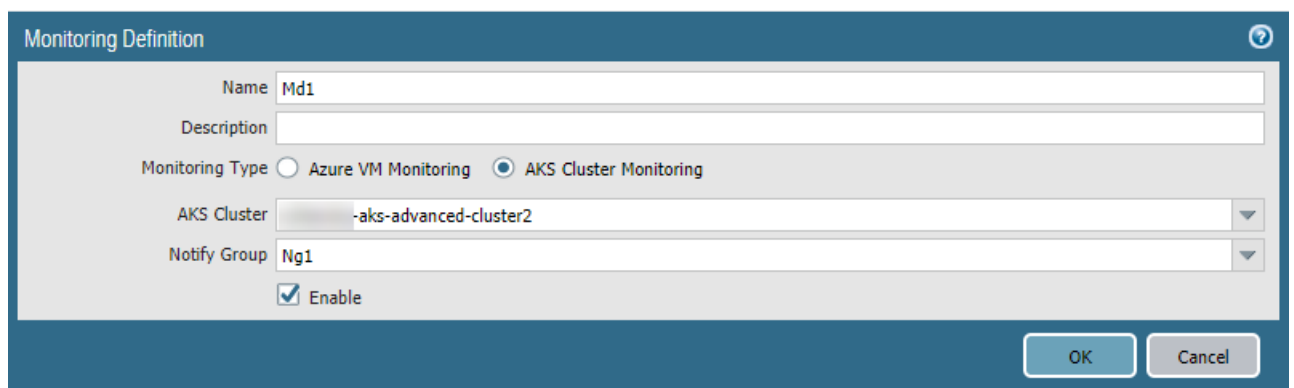 Monitoring Definition
Name Md1
Description
Monitoring Type Azure VM Monitoring AKS Cluster Monitoring
AKS Cluster -aks-advanced-cluster2
Notify Group Ng1
Enable
OK Cancel